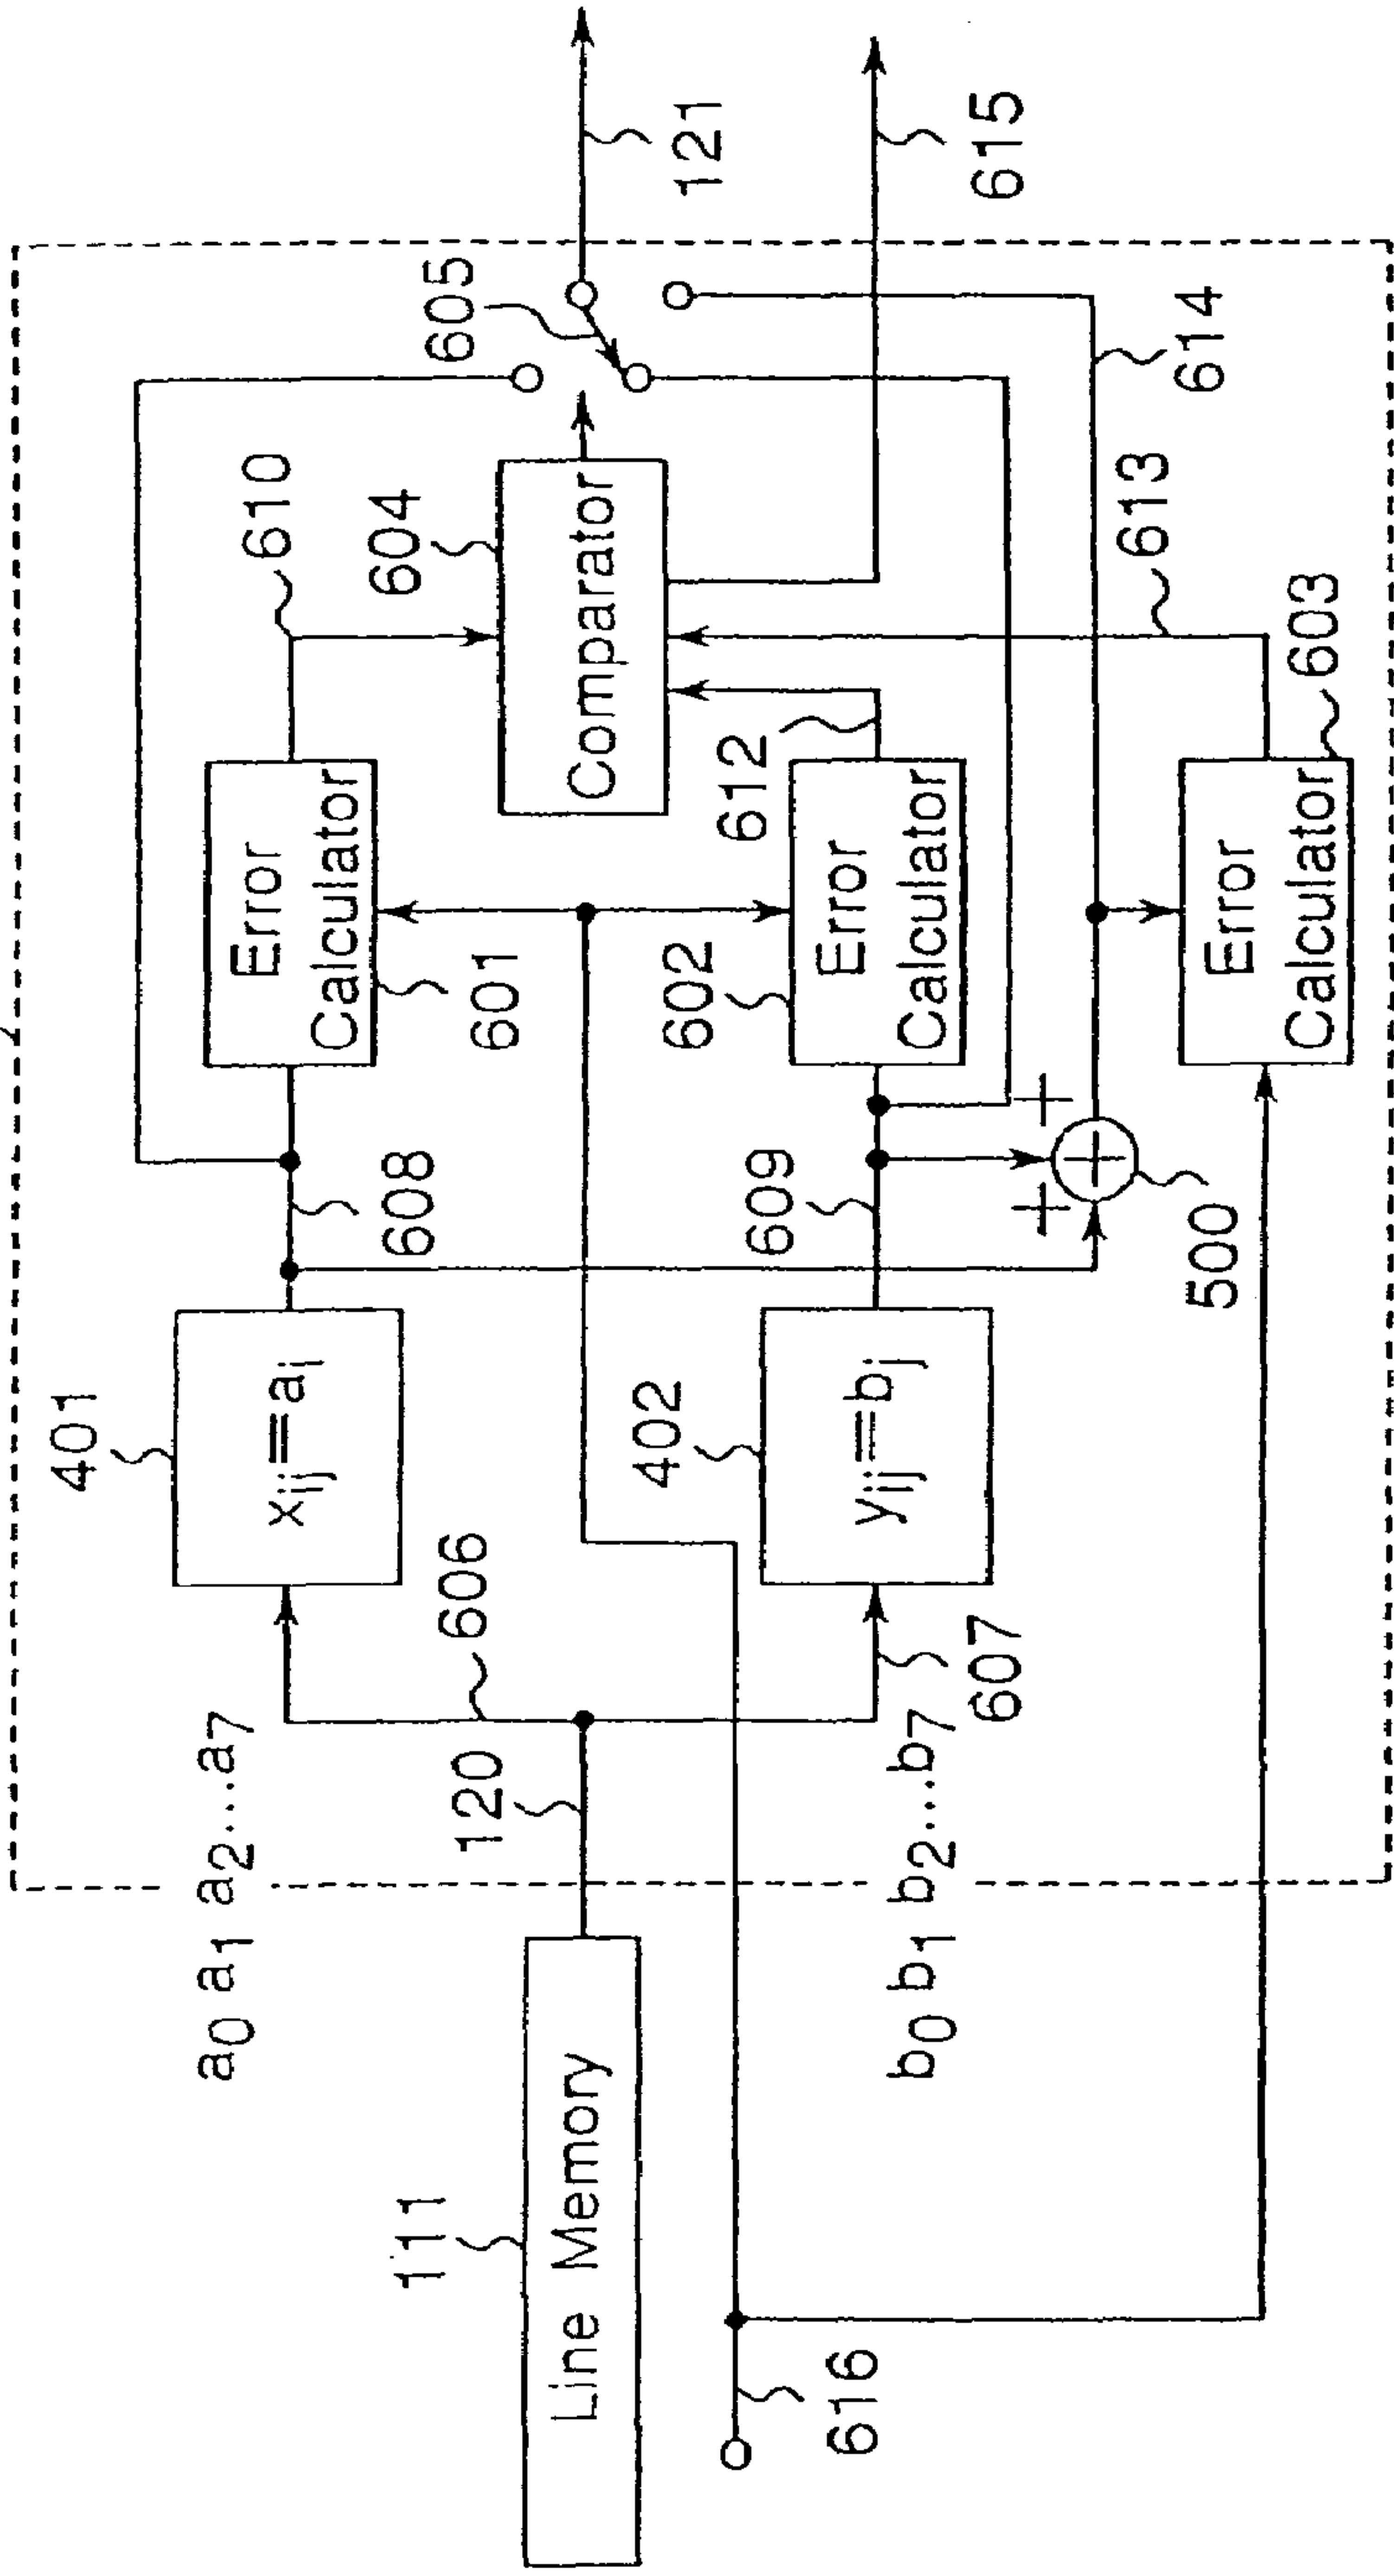 121
615
605
610
604
Comparator
614
613
612
603
Error
Calculator
601
602
Error
Calculator
Error
Calculator
608
609
+
+
+
500
401
x_ij=a_i
402
y_ij=b_j
606
607
a_0 a_1 a_2...a_7
120
b_0 b_1 b_2...b_7
111
Line Memory
616